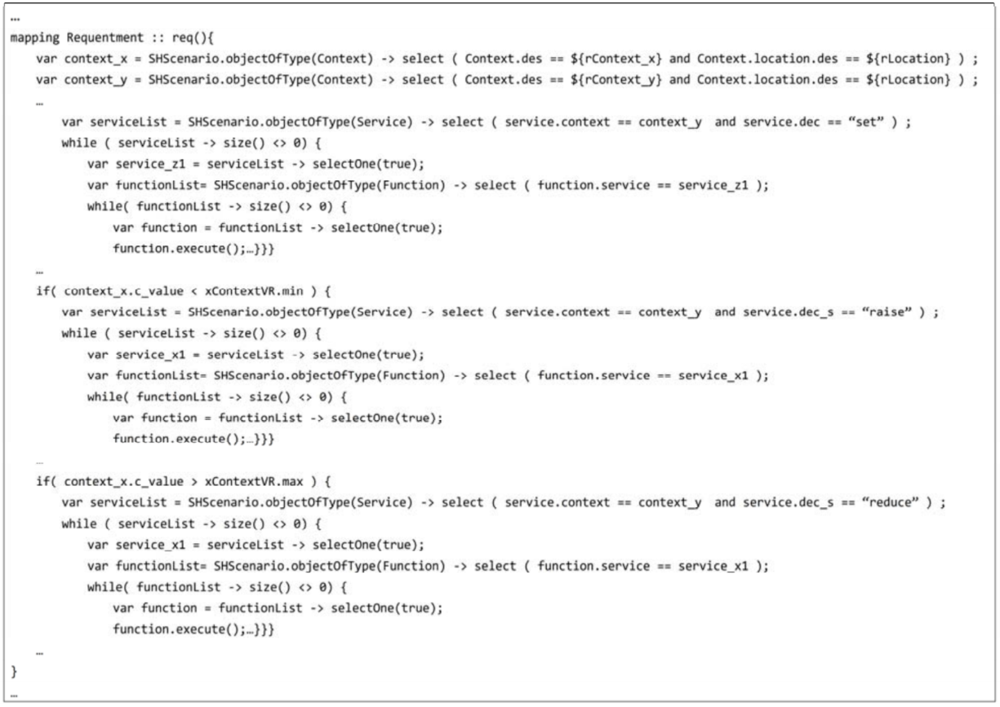 …
mapping Requentment :: req(){
var context_x = SHScenario.objectOfType(Context) -> select ( Context.des == ${rContext_x} and Context.location.des == ${rLocation} ) ;
var context_y = SHScenario.objectOfType(Context) -> select ( Context.des == ${rContext_y} and Context.location.des == ${rLocation} ) ;
…
var serviceList = SHScenario.objectOfType(Service) -> select ( service.context == context_y and service.dec == “set” ) ;
while ( serviceList -> size() <> 0) {
var service_z1 = serviceList -> selectOne(true);
var functionList= SHScenario.objectOfType(Function) -> select ( function.service == service_z1 );
while( functionList -> size() <> 0) {
var function = functionList -> selectOne(true);
function.execute();…}}}
…
if( context_x.c_value < xContextVR.min ) {
var serviceList = SHScenario.objectOfType(Service) -> select ( service.context == context_y and service.dec_s == “raise” ) ;
while ( serviceList -> size() <> 0) {
var service_x1 = serviceList -> selectOne(true);
var functionList= SHScenario.objectOfType(Function) -> select ( function.service == service_x1 );
while( functionList -> size() <> 0) {
var function = functionList -> selectOne(true);
function.execute();…}}}
…
if( context_x.c_value > xContextVR.max ) {
var serviceList = SHScenario.objectOfType(Service) -> select ( service.context == context_y and service.dec_s == “reduce” ) ;
while ( serviceList -> size() <> 0) {
var service_x1 = serviceList -> selectOne(true);
var functionList= SHScenario.objectOfType(Function) -> select ( function.service == service_x1 );
while( functionList -> size() <> 0) {
var function = functionList -> selectOne(true);
function.execute();…}}}
…
}
…